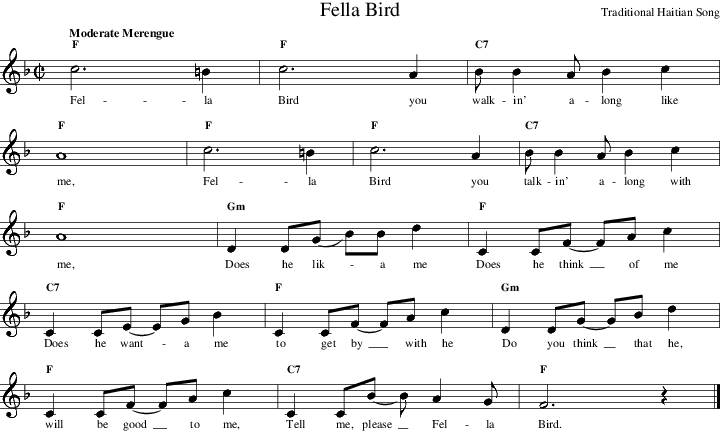 Fella Bird
Traditional Haitian Song
Moderate Merengue
F F C7
Fel - - - la Bird you walk - in' a - long like
F F F C7
me, Fel - - - la Bird you talk - in' a - long with
F Gm F
me, Does he lik - a me Does he think __ of me
C7 F Gm
Does he want - a me to get by __ with he Do you think __ that he,
F C7 F
will be good __ to me, Tell me, please __ Fel - la Bird.